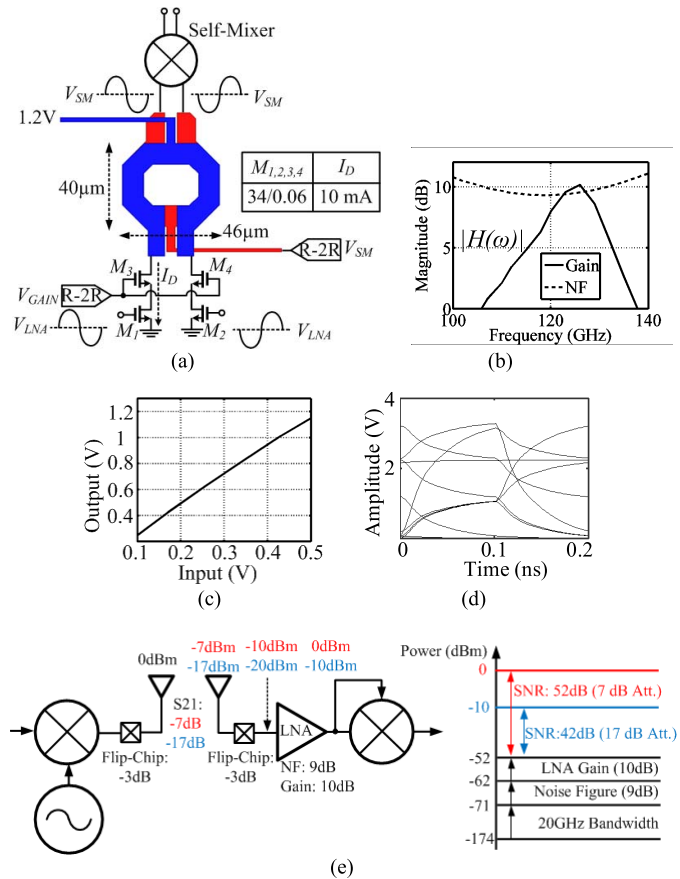 Self-Mixer
V_SM
V_SM
1.2V
40μm
M_1,2,3,4 I_D
34/0.06 10 mA
46μm
R-2R V_SM
M_3 I_D M_4
V_GAIN R-2R
V_LNA M_1 M_2 V_LNA
(a)
Magnitude (dB)
10
5
0
|H(ω)|
Gain
NF
100 120 140
Frequency (GHz)
(b)
Output (V)
1.2
1
0.8
0.6
0.4
0.1 0.2 0.3 0.4 0.5
Input (V)
(c)
Amplitude (V)
4
2
0 0.1 0.2
Time (ns)
(d)
0dBm
-7dBm
-17dBm
-10dBm
-20dBm
0dBm
-10dBm
S21:
-7dB
-17dB
Flip-Chip:
-3dB
Flip-Chip:
-3dB
LNA
NF: 9dB
Gain: 10dB
Power (dBm)
0
SNR: 52dB (7 dB Att.)
-10
SNR:42dB (17 dB Att.)
-52
LNA Gain (10dB)
-62
Noise Figure (9dB)
-71
20GHz Bandwidth
-174
(e)